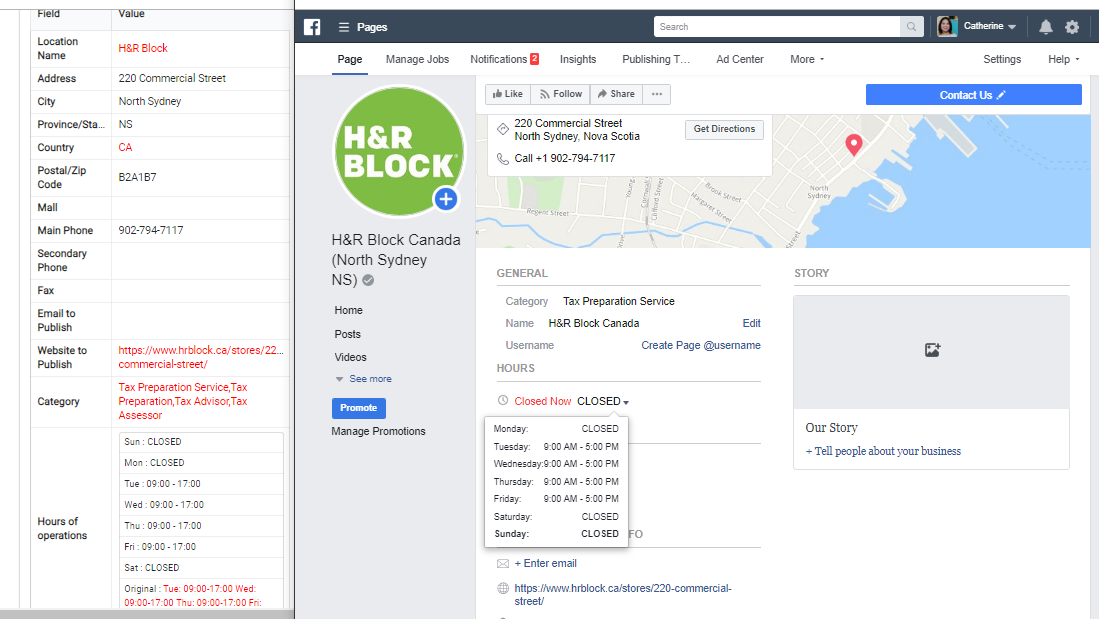 Field Value
Location
Name
H&R Block
Address 220 Commercial Street
City North Sydney
Province/Sta... NS
Country CA
Postal/Zip
Code
B2A1B7
Mall
Main Phone 902-794-7117
Secondary
Phone
Fax
Email to
Publish
Website to
Publish
https://www.hrblock.ca/stores/22...
commercial-street/
Category
Tax Preparation Service,Tax
Preparation,Tax Advisor,Tax
Assessor
Hours of
operations
Sun : CLOSED
Mon : CLOSED
Tue : 09:00 - 17:00
Wed : 09:00 - 17:00
Thu : 09:00 - 17:00
Fri : 09:00 - 17:00
Sat : CLOSED
Original : Tue: 09:00-17:00 Wed:
09:00-17:00 Thu: 09:00-17:00 Fri:
f Pages
Search
Catherine
Page Manage Jobs Notifications 2 Insights Publishing T... Ad Center More Settings Help
H&R
BLOCK
H&R Block Canada
(North Sydney
NS)
Home
Posts
Videos
See more
Promote
Manage Promotions
Like Follow Share ...
Contact Us
220 Commercial Street
North Sydney, Nova Scotia
Get Directions
Call +1 902-794-7117
Regent Street
Brook Street
Margaret Street
Clifford Street
North
Sydney
GENERAL
Category Tax Preparation Service
Name H&R Block Canada Edit
Username Create Page @username
HOURS
Closed Now CLOSED
Monday: CLOSED
Tuesday: 9:00 AM - 5:00 PM
Wednesday: 9:00 AM - 5:00 PM
Thursday: 9:00 AM - 5:00 PM
Friday: 9:00 AM - 5:00 PM
Saturday: CLOSED
Sunday: CLOSED
FO
+ Enter email
https://www.hrblock.ca/stores/220-commercial-
street/
STORY
Our Story
+ Tell people about your business